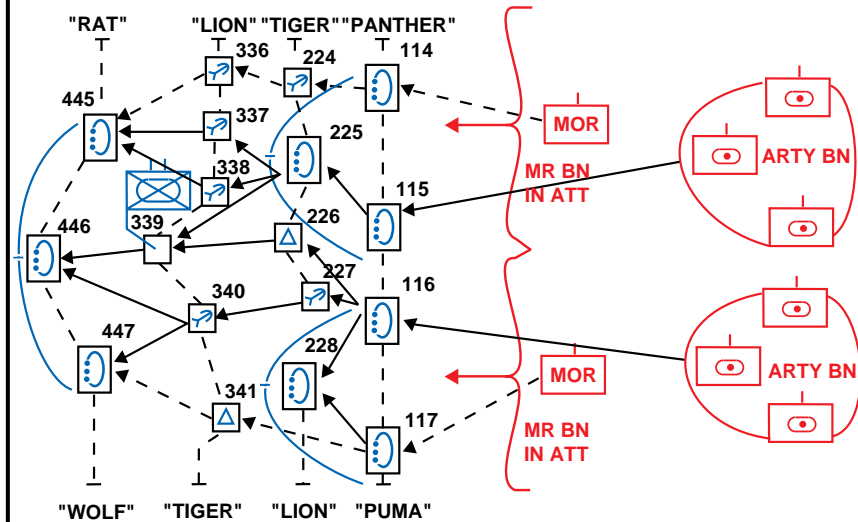 "RAT" "LION" "TIGER" "PANTHER"
336 224 114
445
337 225
MOR
ARTY BN
338
MR BN
IN ATT
115
446 339 226
116
227
340
447 228
ARTY BN
MOR
341
117
MR BN
IN ATT
"WOLF" "TIGER" "LION" "PUMA"